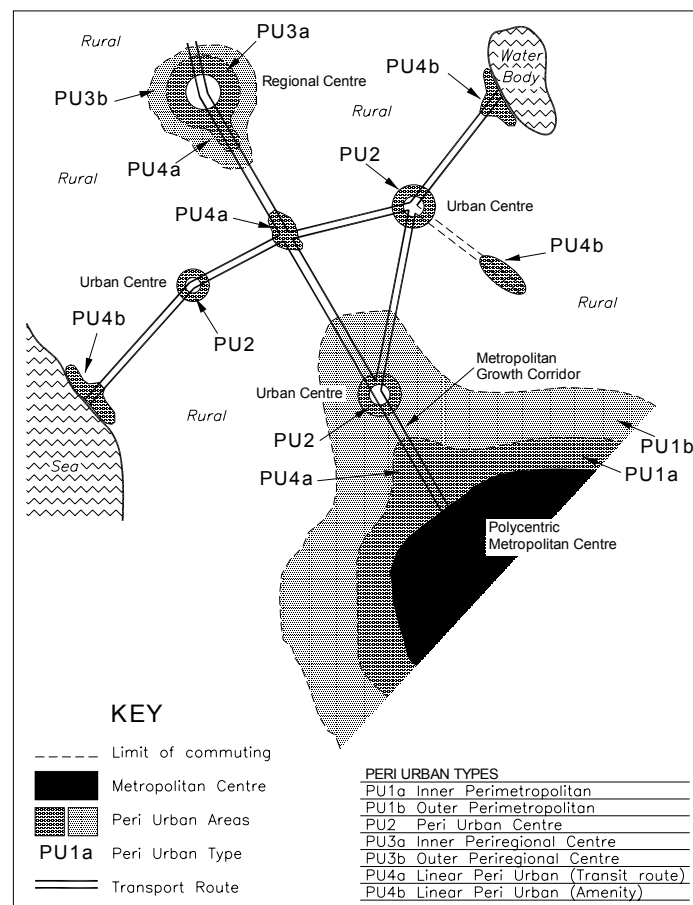 Rural
PU3a
Regional Centre
PU3b
PU4a
Rural
PU4b
Water
Body
Rural
PU2
Urban Centre
PU4a
PU4b
Rural
Urban Centre
PU2
PU4b
Sea
Rural
Urban Centre
PU2
Metropolitan
Growth Corridor
PU4a
PU1b
PU1a
Polycentric
Metropolitan Centre
KEY
Limit of commuting
Metropolitan Centre
Peri Urban Areas
PU1a Peri Urban Type
Transport Route
PERI URBAN TYPES
PU1a Inner Perimetropolitan
PU1b Outer Perimetropolitan
PU2 Peri Urban Centre
PU3a Inner Periregional Centre
PU3b Outer Periregional Centre
PU4a Linear Peri Urban (Transit route)
PU4b Linear Peri Urban (Amenity)